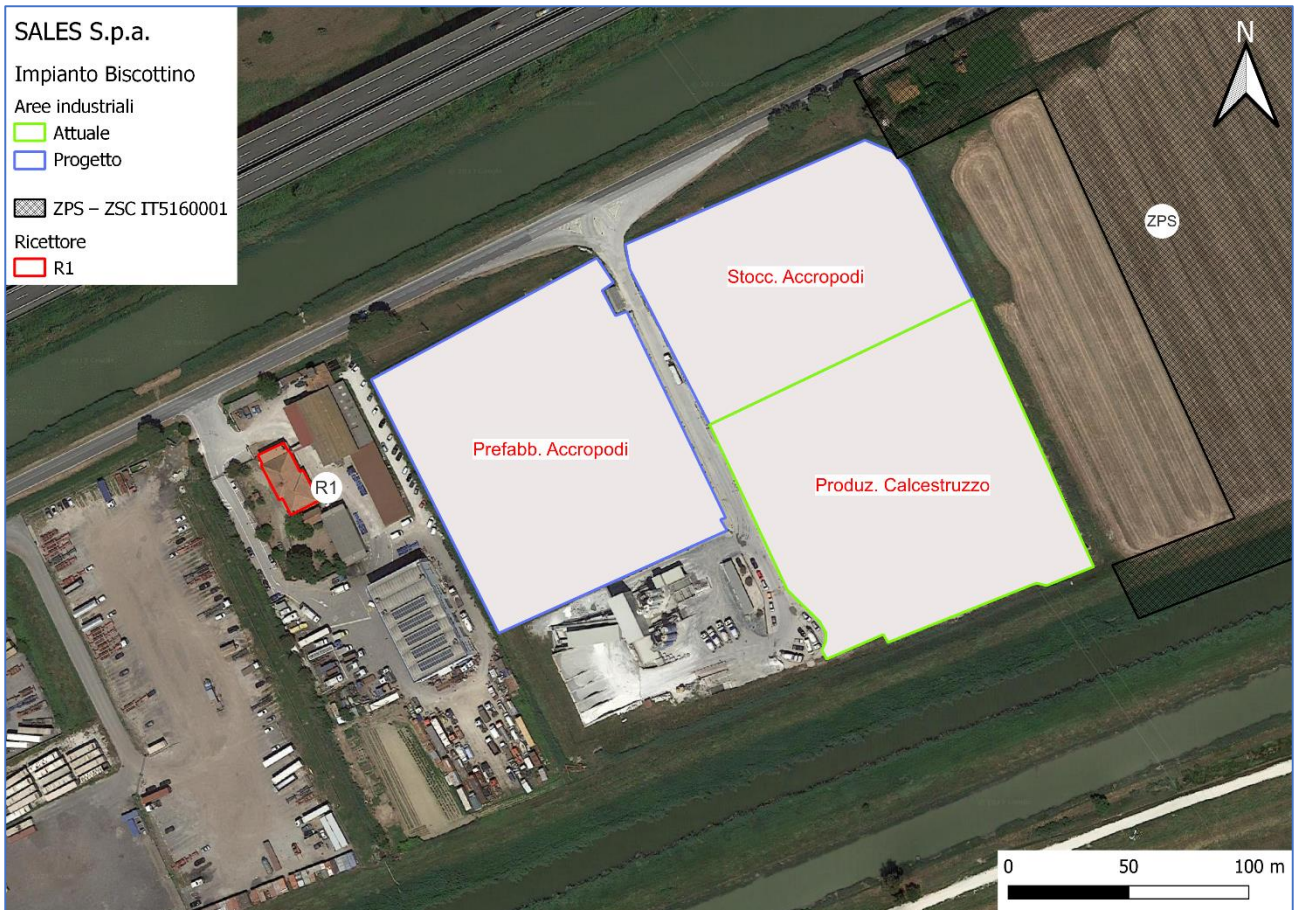 SALES S.p.a.
Impianto Biscottino
Aree industriali
Attuale
Progetto
ZPS – ZSC IT5160001
Ricettore
R1
N
ZPS
Stocc. Accropodi
Prefabb. Accropodi
R1
Produz. Calcestruzzo
0 50 100 m